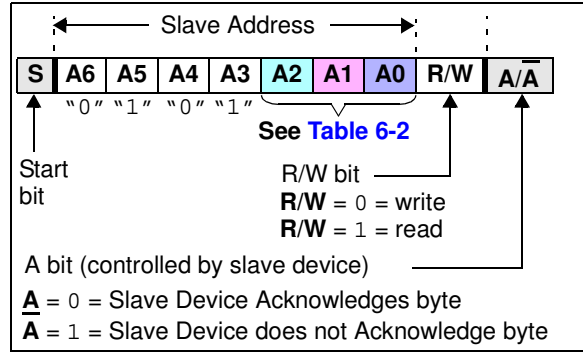 Slave Address
S A6 A5 A4 A3 A2 A1 A0 R/W A/A̅
“0” “1” “0” “1”
See Table 6-2
Start
bit
R/W bit
R/W = 0 = write
R/W = 1 = read
A bit (controlled by slave device)
A = 0 = Slave Device Acknowledges byte
A̅ = 1 = Slave Device does not Acknowledge byte